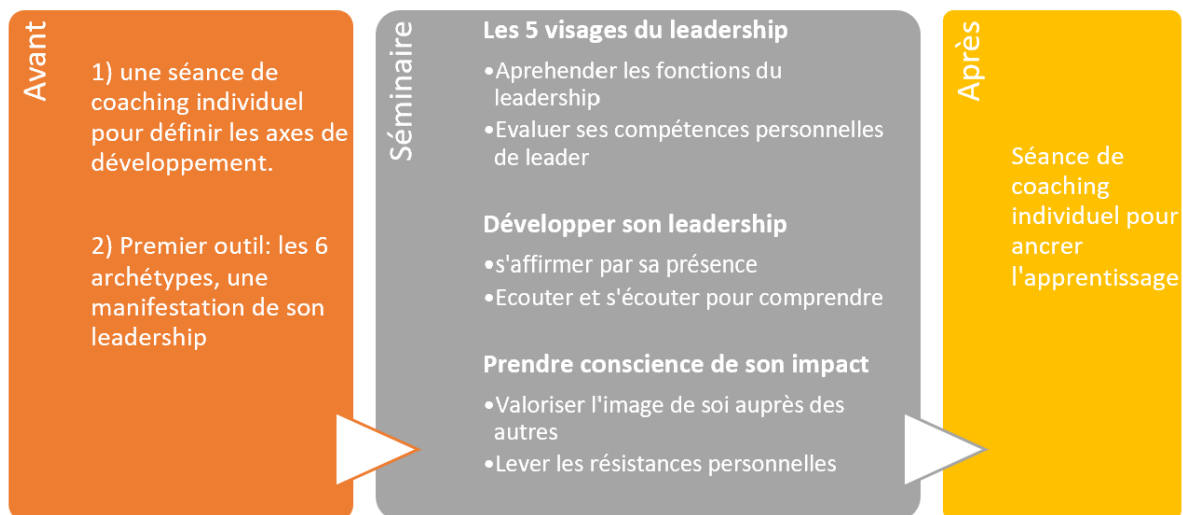 Avant
1) une séance de
coaching individuel
pour définir les axes de
développement.
2) Premier outil: les 6
archétypes, une
manifestation de son
leadership
Séminaire
Les 5 visages du leadership
•Aprehender les fonctions du
leadership
•Evaluer ses compétences personnelles
de leader
Développer son leadership
•s'affirmer par sa présence
•Ecouter et s'écouter pour comprendre
Prendre conscience de son impact
•Valoriser l'image de soi auprès des
autres
•Lever les résistances personnelles
Après
Séance de
coaching
individuel pour
ancrer
l'apprentissage